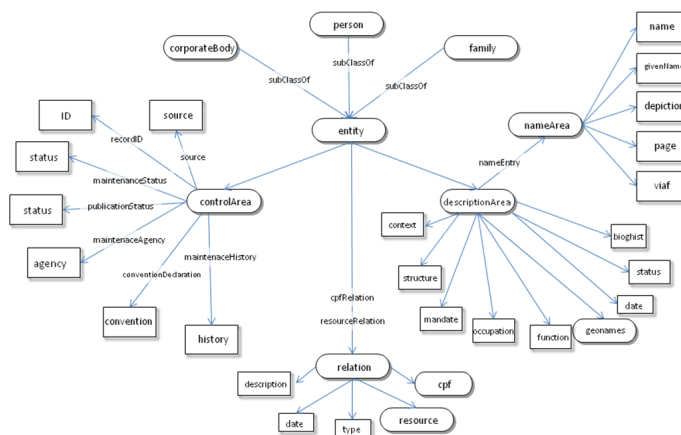 person
corporateBody
family
subClassOf
subClassOf
subClassOf
entity
name
givenName
depiction
page
viaf
nameArea
nameEntry
ID
source
recordID
source
status
maintenanceStatus
status
publicationStatus
controlArea
maintenaceAgency
agency
maintenaceHistory
conventionDedaration
convention
history
descriptionArea
context
bioghist
structure
status
mandate
date
occupation
function
geonames
cpfRelation
resourceRelation
relation
description
cpf
date
type
resource